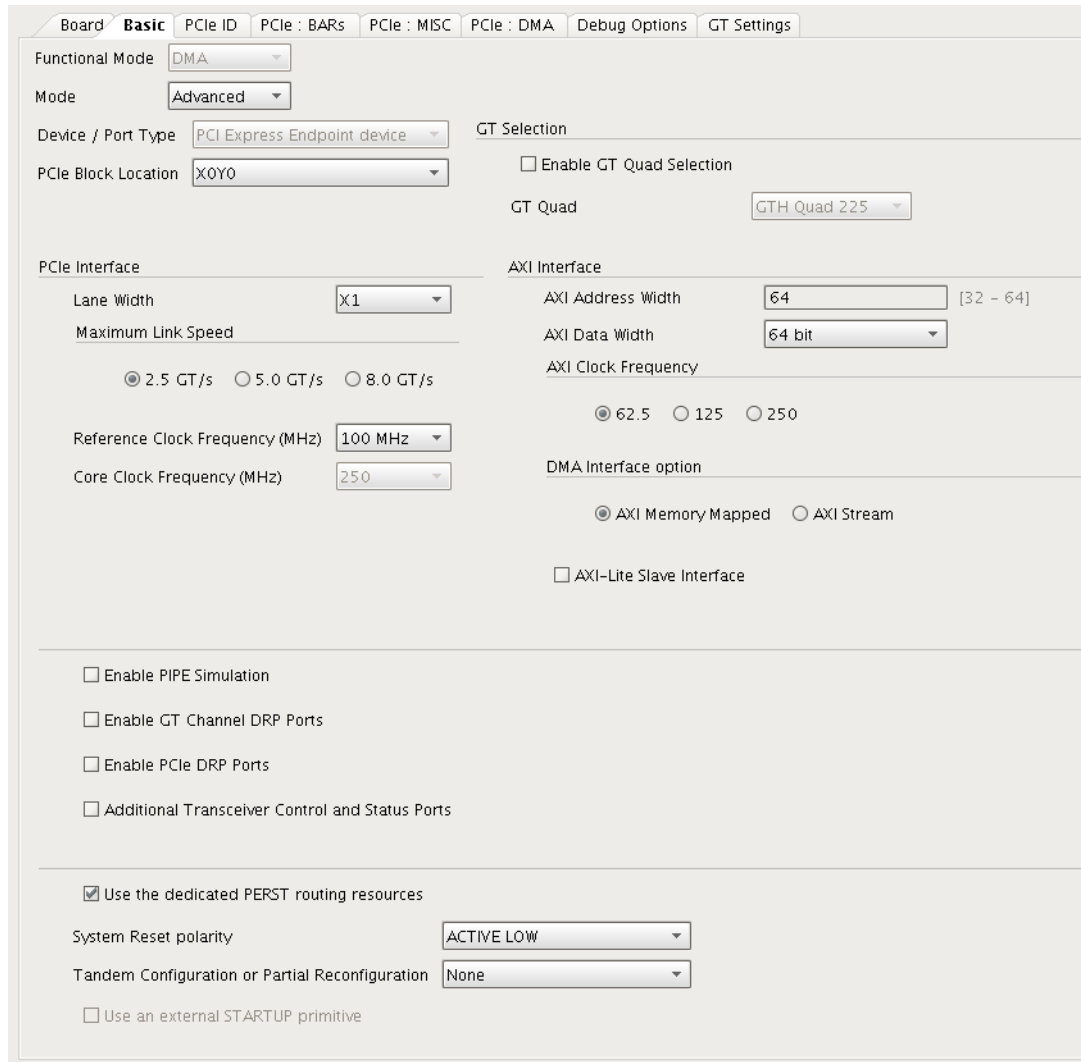 Board Basic PCIe ID PCIe : BARs PCIe : MISC PCIe : DMA Debug Options GT Settings
Functional Mode DMA
Mode Advanced
Device / Port Type PCI Express Endpoint device
PCIe Block Location X0Y0
GT Selection
Enable GT Quad Selection
GT Quad GTH Quad 225
PCIe Interface
Lane Width X1
Maximum Link Speed
2.5 GT/s 5.0 GT/s 8.0 GT/s
Reference Clock Frequency (MHz) 100 MHz
Core Clock Frequency (MHz) 250
AXI Interface
AXI Address Width 64 [32 - 64]
AXI Data Width 64 bit
AXI Clock Frequency
62.5 125 250
DMA Interface option
AXI Memory Mapped AXI Stream
AXI-Lite Slave Interface
Enable PIPE Simulation
Enable GT Channel DRP Ports
Enable PCIe DRP Ports
Additional Transceiver Control and Status Ports
Use the dedicated PERST routing resources
System Reset polarity ACTIVE LOW
Tandem Configuration or Partial Reconfiguration None
Use an external STARTUP primitive